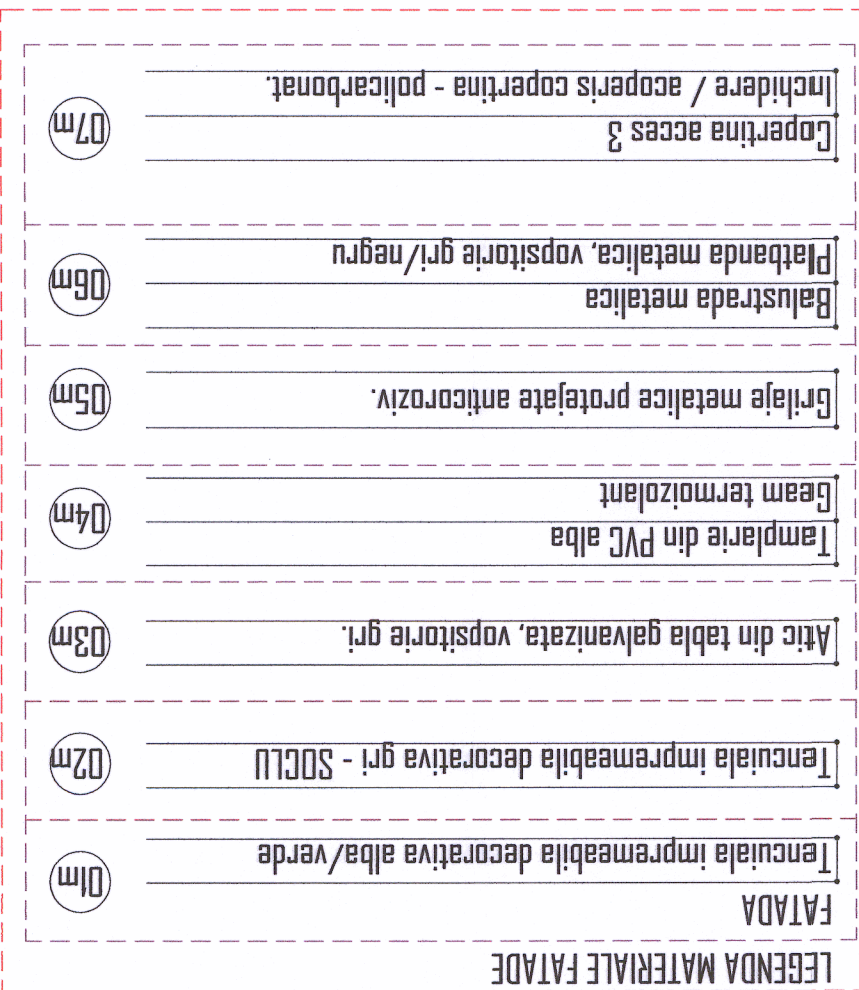 LEGENDA MATERIALE FATADE
FATADA
Tencuiala impremeabila decorativa alba/verde
01m
Tencuiala impremeabila decorativa gri - SOCLU
02m
Atic din tabla galvanizata, vopsitorie gri.
03m
Tamplarie din PVC alba
Geam termoizolant
04m
Grilaje metalice protejate anticoroziv.
05m
Balustrada metalica
Platbanda metalica, vopsitorie gri/negru
06m
Copertina acces 3
Inchidere / acoperis copertina - policarbonat.
07m